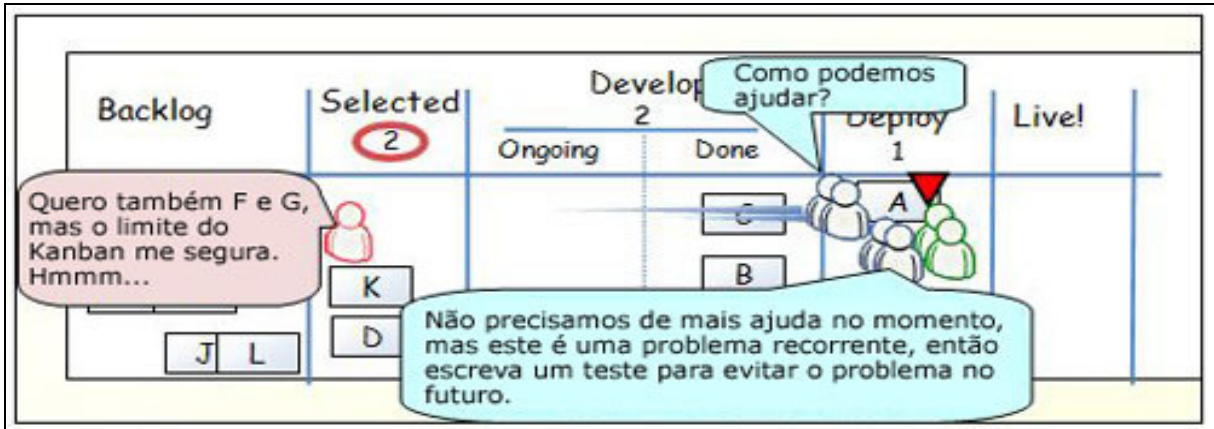 Backlog
Selected
2
Develop
2
Ongoing
Done
Como podemos
ajudar?
Deploy
1
Live!
Quero também F e G,
mas o limite do
Kanban me segura.
Hmmm...
A
B
K
D
J L
Não precisamos de mais ajuda no momento,
mas este é uma problema recorrente, então
escreva um teste para evitar o problema no
futuro.